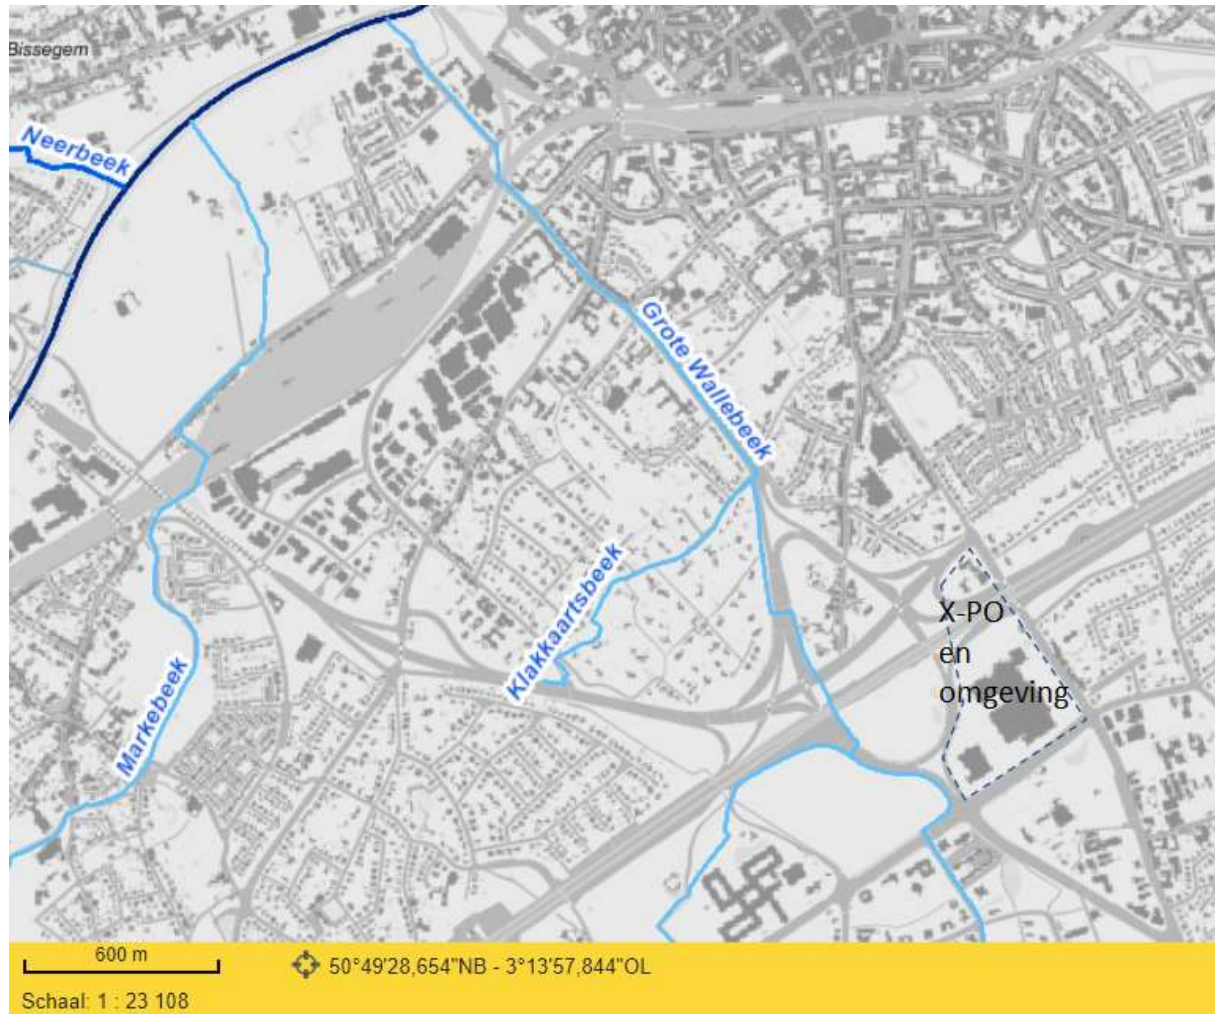 Bissegem
Neerbeek
Grote Wallebeek
Klakkaartsbeek
X-PO
en
omgeving
Markebeek
600 m
50°49'28,654"NB - 3°13'57,844"OL
Schaal: 1 : 23 108